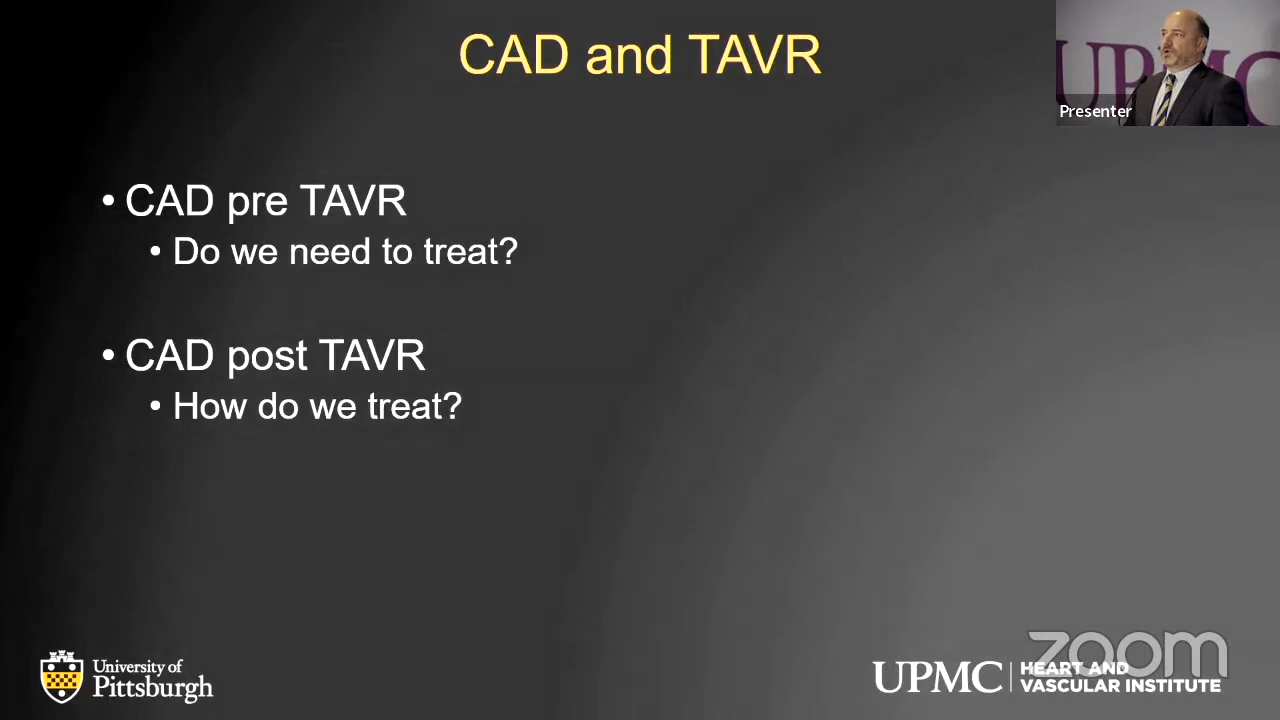 CAD and TAVR
UPMC
Presenter
• CAD pre TAVR
• Do we need to treat?
• CAD post TAVR
• How do we treat?
University of
Pittsburgh
UPMC
HEART AND
VASCULAR INSTITUTE
zoom